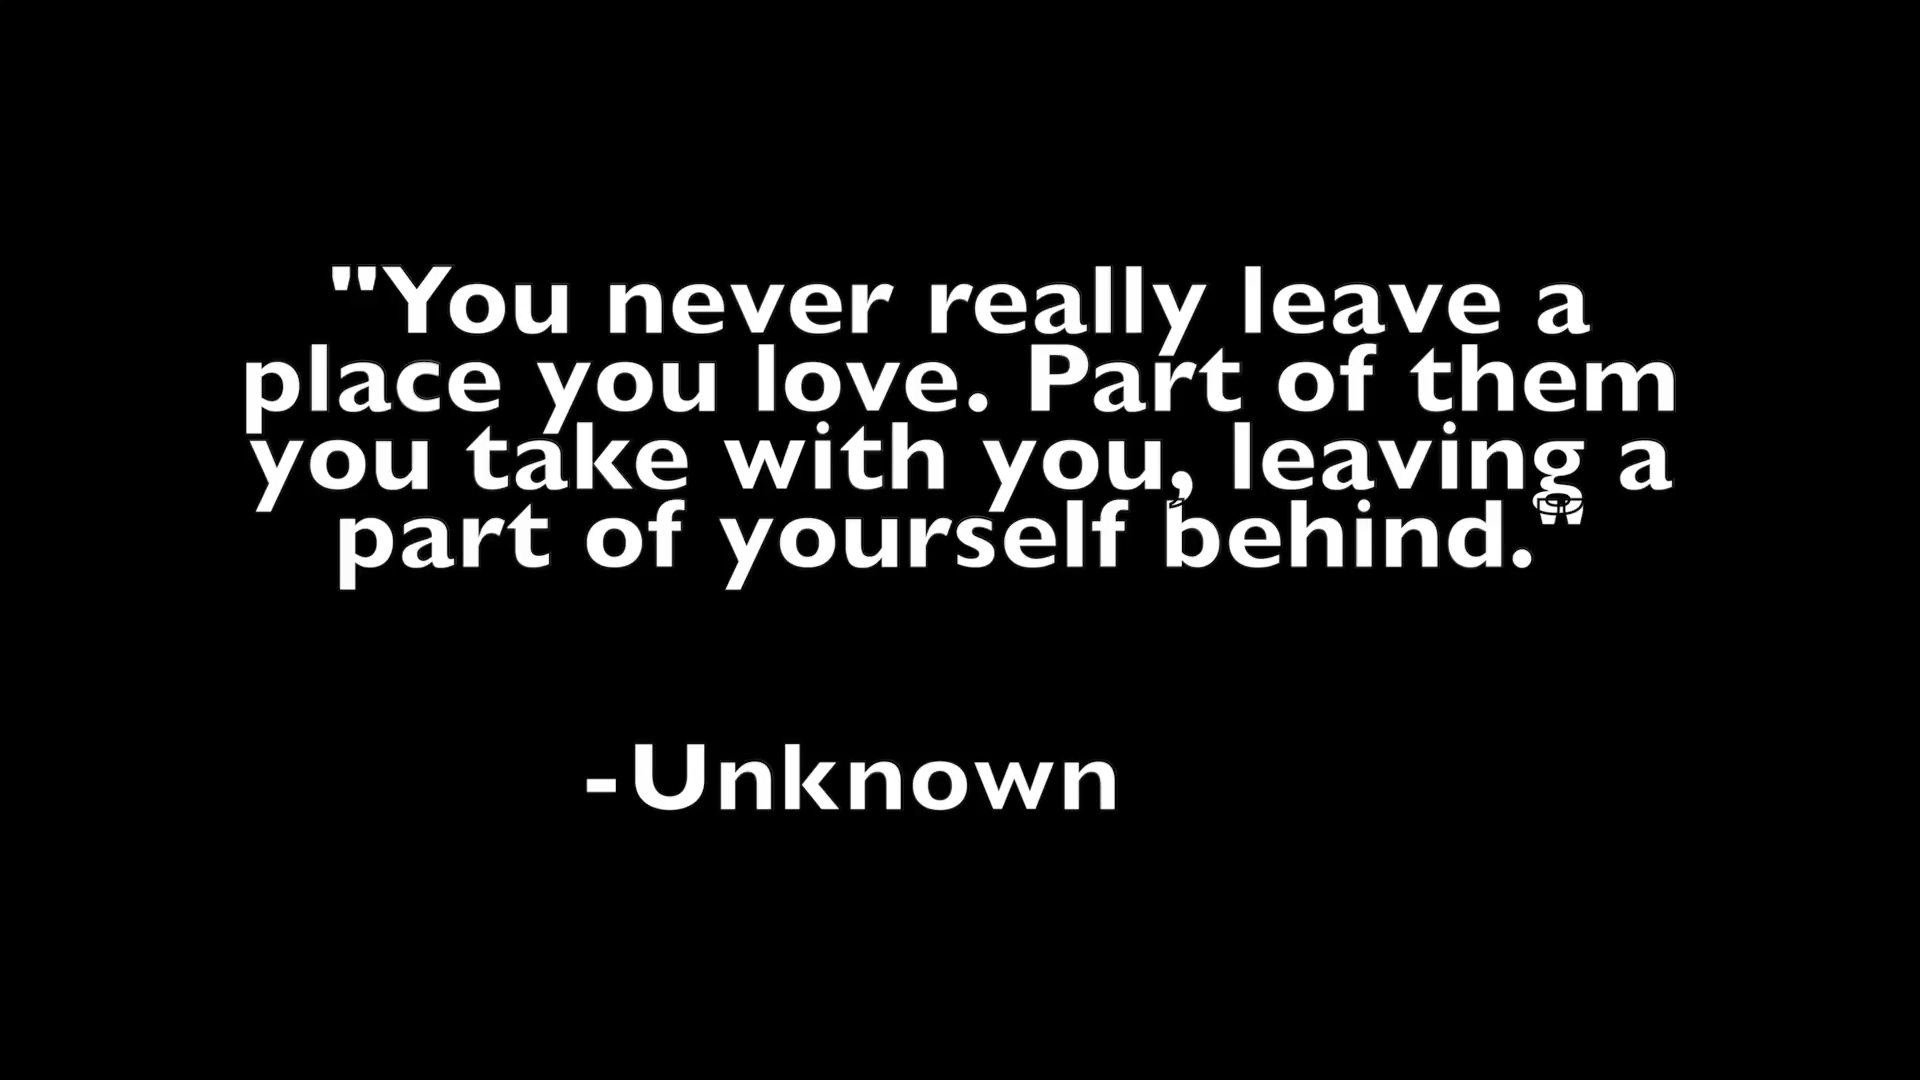 "You never really leave a
place you love. Part of them
you take with you, leaving a
part of yourself behind."
-Unknown